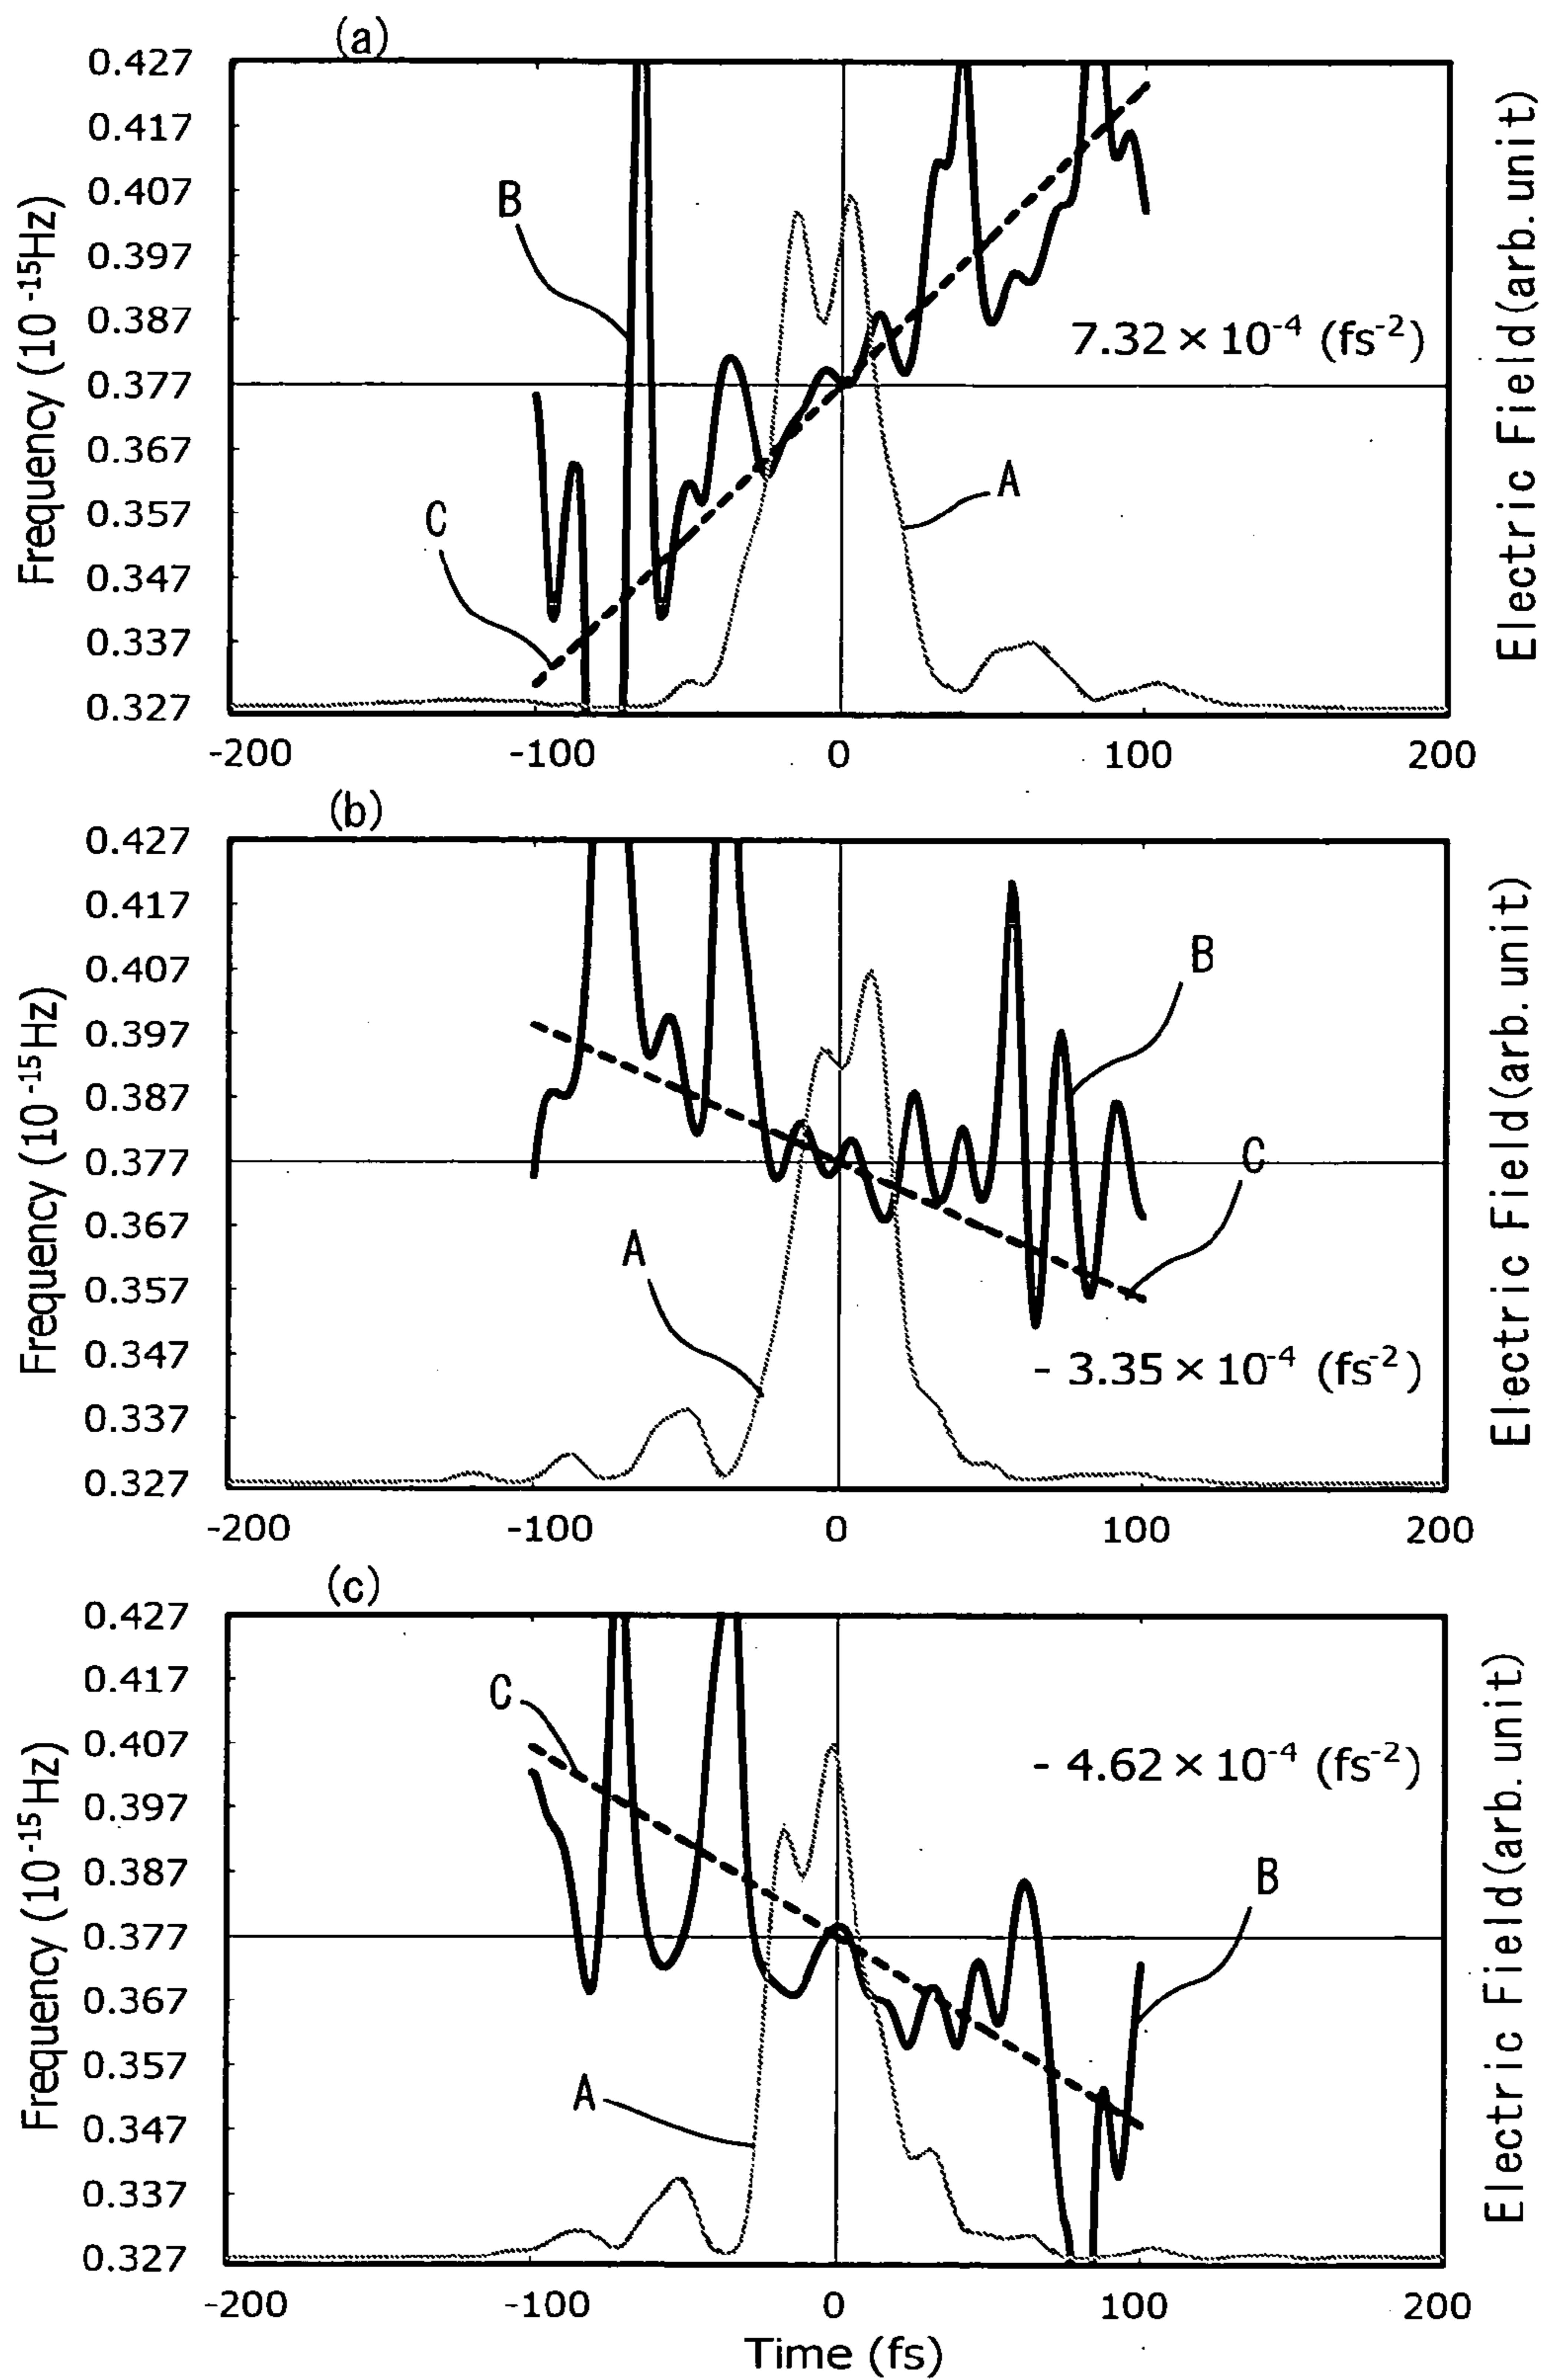 (a)
0.427
0.417
0.407
0.397
0.387
0.377
0.367
0.357
0.347
0.337
0.327
Frequency (10⁻¹⁵Hz)
Electric Field(arb.unit)
B
A
C
7.32×10⁻⁴ (fs⁻²)
-200 -100 0 100 200
(b)
0.427
0.417
0.407
0.397
0.387
0.377
0.367
0.357
0.347
0.337
0.327
Frequency (10⁻¹⁵Hz)
Electric Field(arb.unit)
B
C
A
- 3.35×10⁻⁴ (fs⁻²)
-200 -100 0 100 200
(c)
0.427
0.417
0.407
0.397
0.387
0.377
0.367
0.357
0.347
0.337
0.327
Frequency (10⁻¹⁵Hz)
Electric Field(arb.unit)
C
- 4.62×10⁻⁴ (fs⁻²)
B
A
-200 -100 0 100 200
Time (fs)